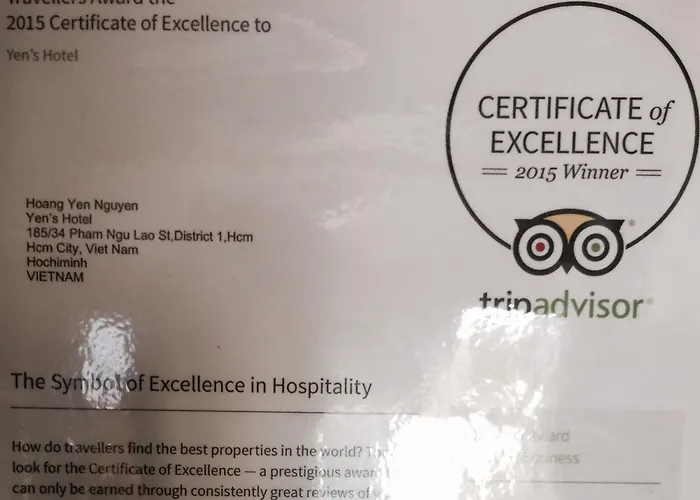 Travellers Award the
2015 Certificate of Excellence to
Yen's Hotel
CERTIFICATE of
EXCELLENCE
2015 Winner
tripadvisor
Hoang Yen Nguyen
Yen's Hotel
185/34 Pham Ngu Lao St,District 1,Hcm
Hcm City, Viet Nam
Hochiminh
VIETNAM
The Symbol of Excellence in Hospitality
How do travellers find the best properties in the world?
look for the Certificate of Excellence — a prestigious award
can only be earned through consistently great reviews of